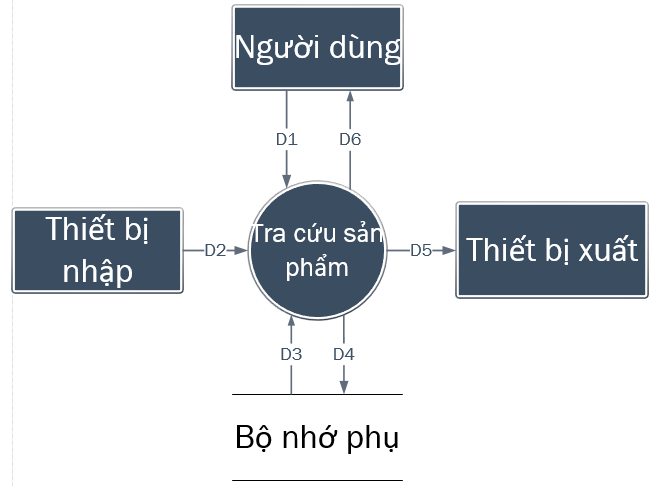 Người dùng
D1
D6
Thiết bị
nhập
D2
Tra cứu sản
phẩm
D5
Thiết bị xuất
D3
D4
Bộ nhớ phụ